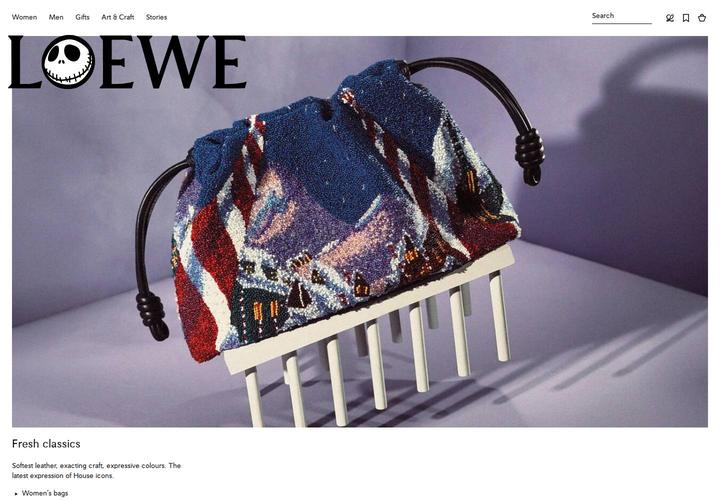 Women Men Gifts Art & Craft Stories
Search
LOEWE
Fresh classics
Softest leather, exacting craft, expressive colours. The
latest expression of House icons.
Women's bags